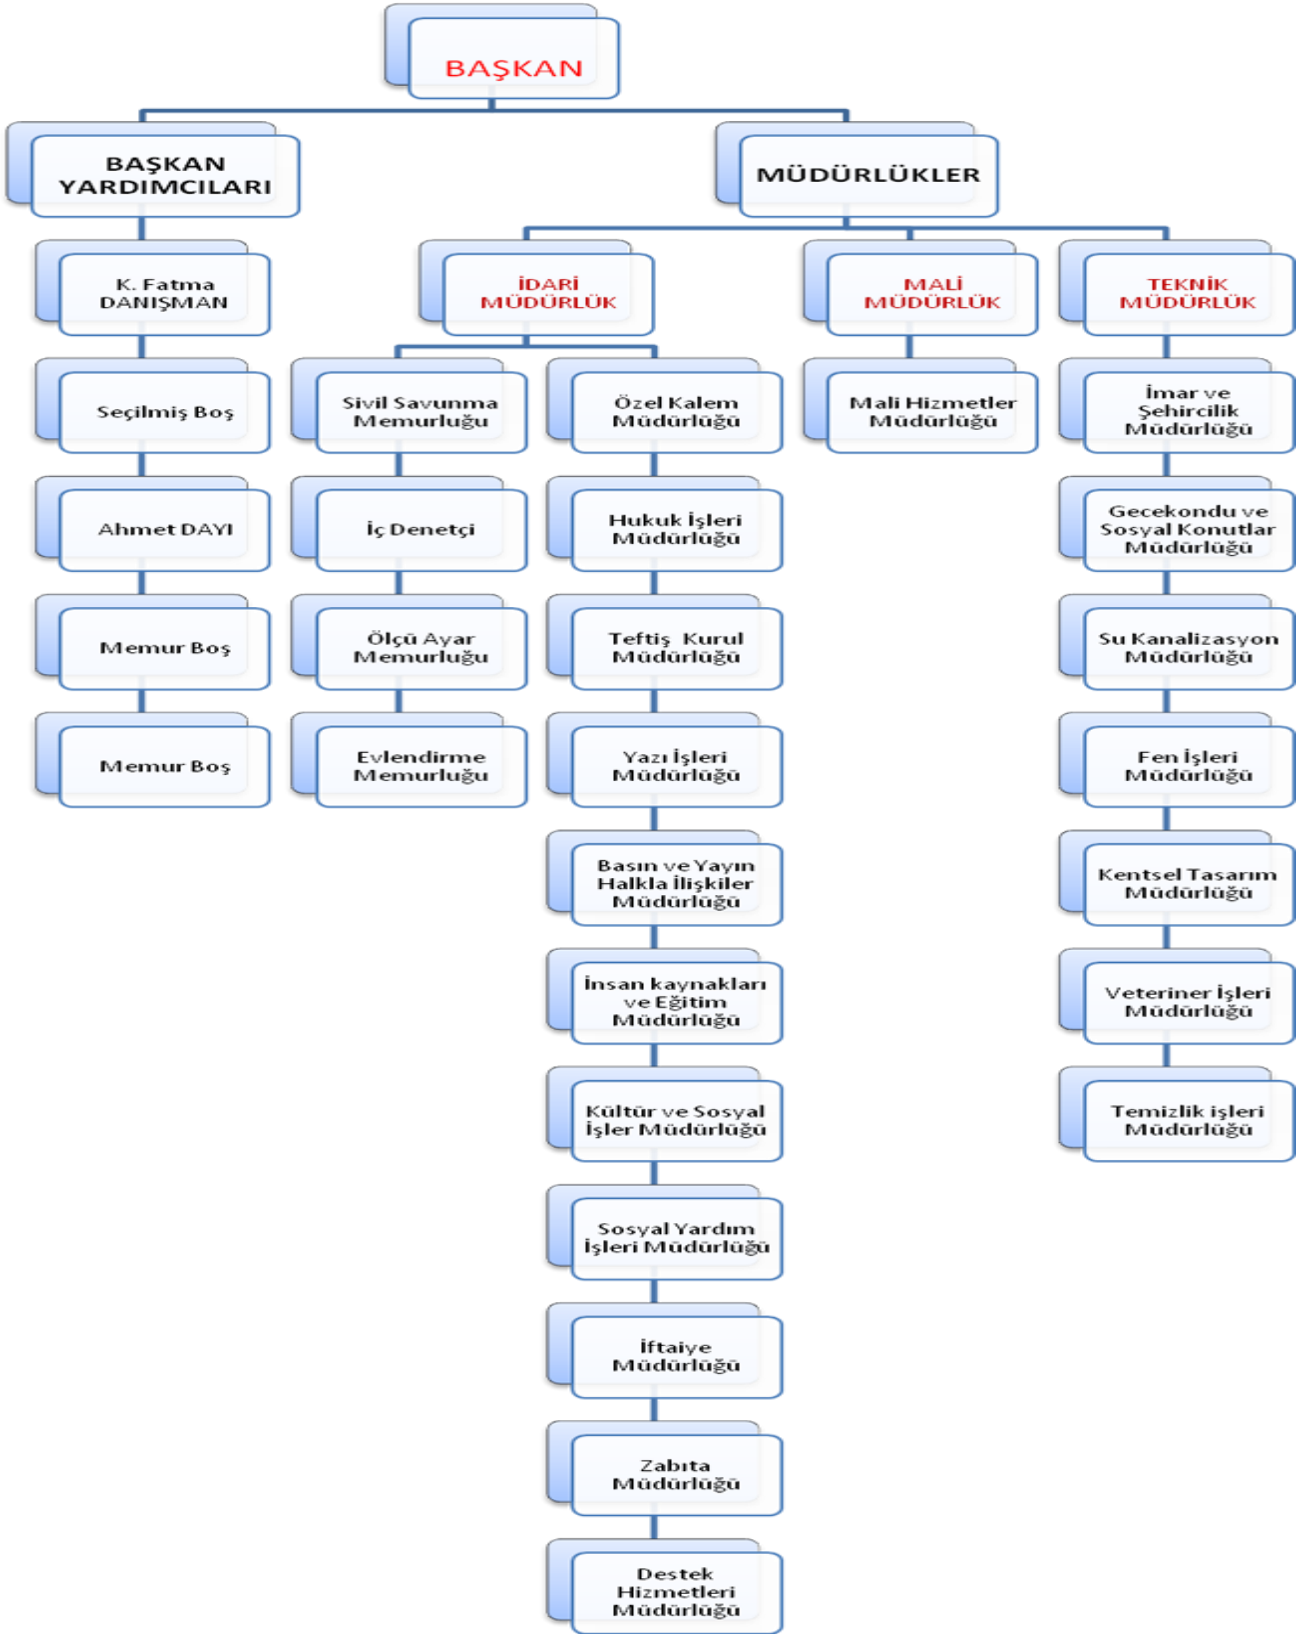 BAŞKAN
BAŞKAN
YARDIMCILARI
MÜDÜRLÜKLER
K. Fatma
DANIŞMAN
İDARİ
MÜDÜRLÜK
MALİ
MÜDÜRLÜK
TEKNİK
MÜDÜRLÜK
Seçilmiş Boş
Sivil Savunma
Memurluğu
Özel Kalem
Müdürlüğü
Mali Hizmetler
Müdürlüğü
İmar ve
Şehircilik
Müdürlüğü
Ahmet DAYI
İç Denetçi
Hukuk İşleri
Müdürlüğü
Gecekondu ve
Sosyal Konutlar
Müdürlüğü
Memur Boş
Ölçü Ayar
Memurluğu
Teftiş Kurul
Müdürlüğü
Su Kanalizasyon
Müdürlüğü
Memur Boş
Evlendirme
Memurluğu
Yazı İşleri
Müdürlüğü
Fen İşleri
Müdürlüğü
Basın ve Yayın
Halkla İlişkiler
Müdürlüğü
Kentsel Tasarım
Müdürlüğü
İnsan kaynakları
ve Eğitim
Müdürlüğü
Veteriner İşleri
Müdürlüğü
Kültür ve Sosyal
İşler Müdürlüğü
Temizlik işleri
Müdürlüğü
Sosyal Yardım
İşleri Müdürlüğü
İftaiye
Müdürlüğü
Zabıta
Müdürlüğü
Destek
Hizmetleri
Müdürlüğü